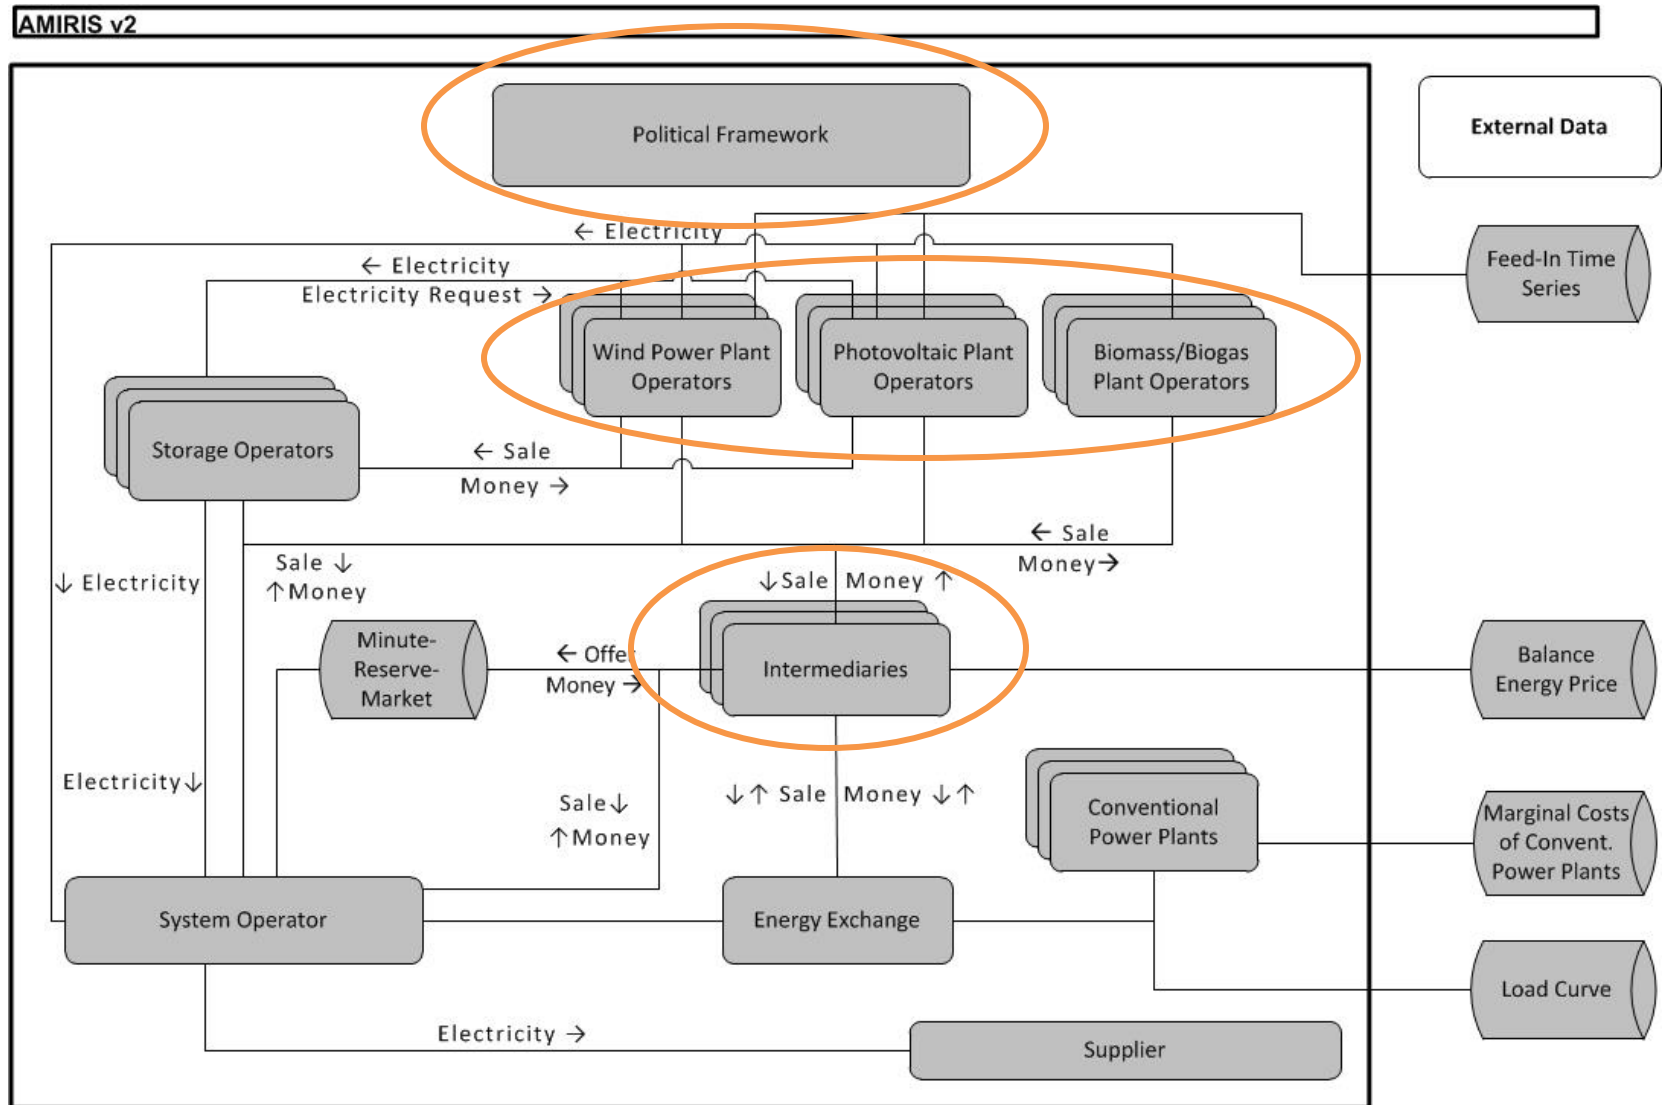 AMIRIS v2
Political Framework
External Data
← Electricity
← Electricity
Electricity Request →
Feed-In Time
Series
Wind Power Plant
Operators
Photovoltaic Plant
Operators
Biomass/Biogas
Plant Operators
Storage Operators
← Sale
Money →
← Sale
Money→
↓ Electricity
Sale ↓
↑Money
↓Sale
Money ↑
Minute-
Reserve-
Market
← Offer
Money →
Intermediaries
Balance
Energy Price
Electricity↓
Sale↓
↑Money
↓↑ Sale
Money ↓↑
Conventional
Power Plants
Marginal Costs
of Convent.
Power Plants
System Operator
Energy Exchange
Load Curve
Electricity →
Supplier